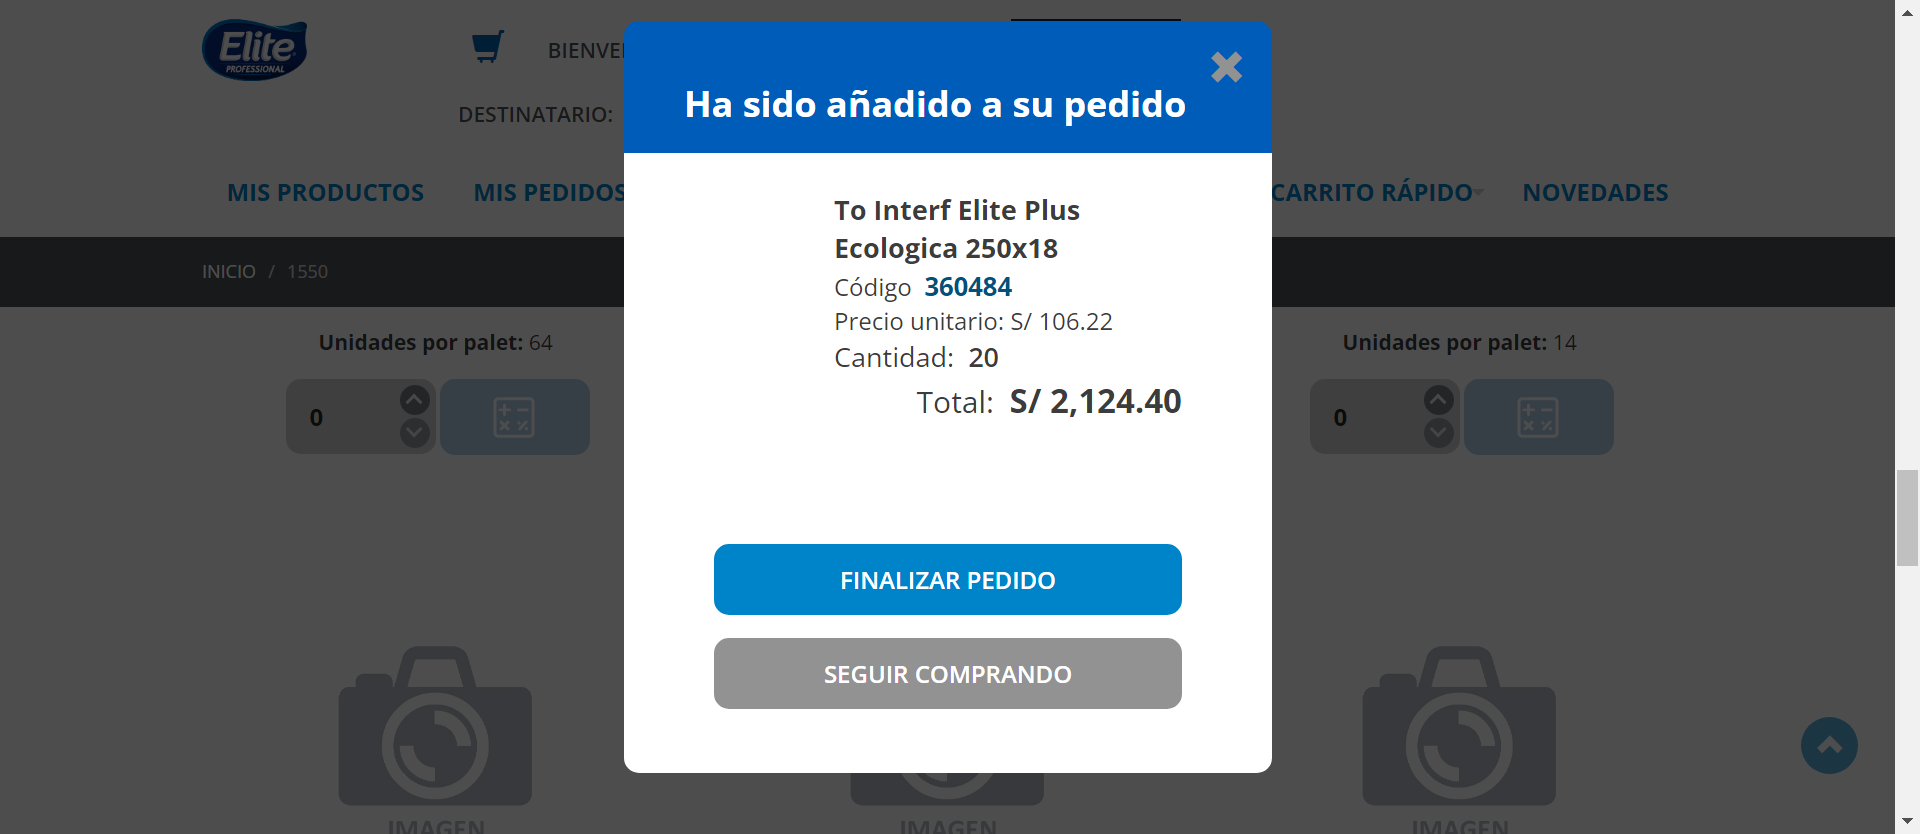 Elite
PROFESSIONAL
DESTINATARIO:
MIS PRODUCTOS
MIS PEDIDOS
CARRITO RÁPIDO
NOVEDADES
INICIO / 1550
Ha sido añadido a su pedido
To Interf Elite Plus
Ecologica 250x18
Código 360484
Precio unitario: S/ 106.22
Cantidad: 20
Total: S/ 2,124.40
FINALIZAR PEDIDO
SEGUIR COMPRANDO
Unidades por palet: 64
0
Unidades por palet: 14
0
IMAGEN
IMAGEN
IMAGEN